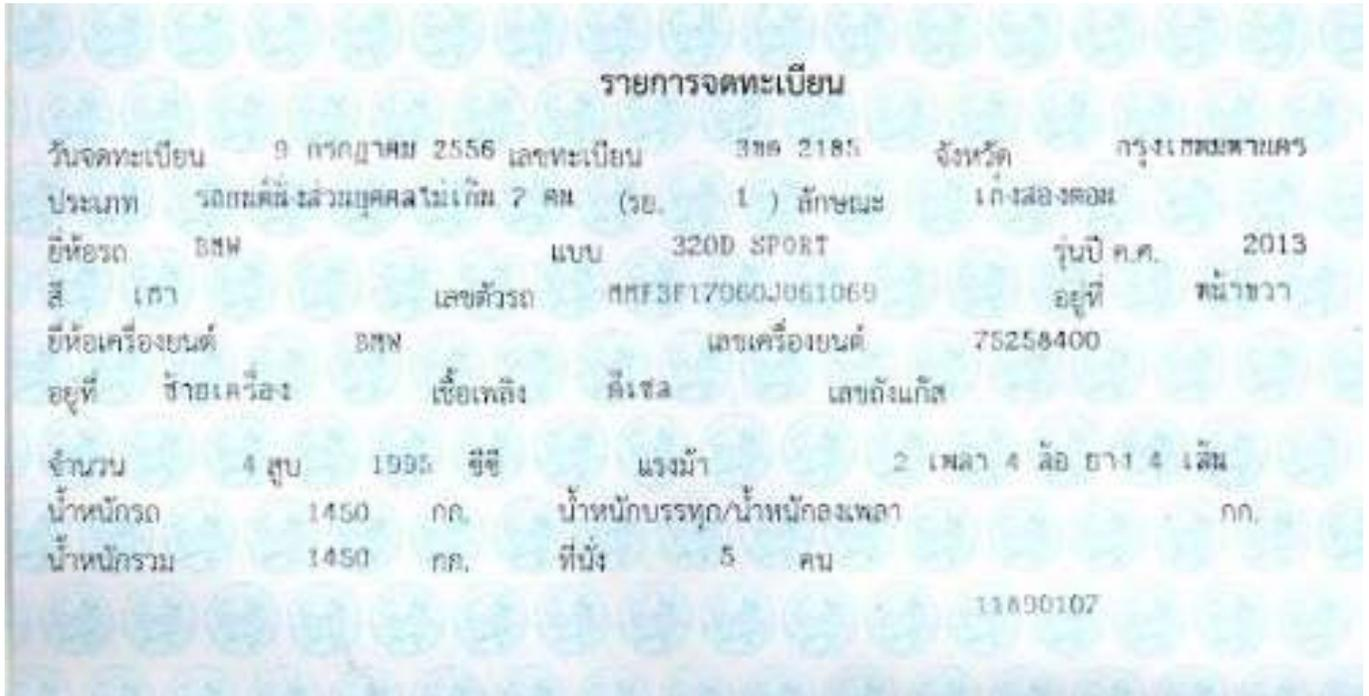 รายการจดทะเบียน
วันจดทะเบียน 9 กรกฎาคม 2556 เลขทะเบียน 2185 จังหวัด กรุงเทพมหานคร
ประเภท รถยนต์นั่งส่วนบุคคลไม่เกิน 7 คน (รย. 1 ) ลักษณะ เก๋งสองตอน
ยี่ห้อรถ BMW แบบ 320D SPORT รุ่นปี ค.ศ. 2013
สี เทา เลขตัวรถ อยู่ที่ หน้าขวา
ยี่ห้อเครื่องยนต์ BMW เลขเครื่องยนต์ 75258400
อยู่ที่ ซ้ายเครื่อง เชื้อเพลิง ดีเซล เลขถังแก๊ส
จำนวน 4 สูบ 1995 ซีซี แรงม้า 2 เพลา 4 ล้อ ยาง 4 เส้น
น้ำหนักรถ 1450 กก. น้ำหนักบรรทุก/น้ำหนักลงเพลา - กก.
น้ำหนักรวม 1450 กก. ที่นั่ง 5 คน